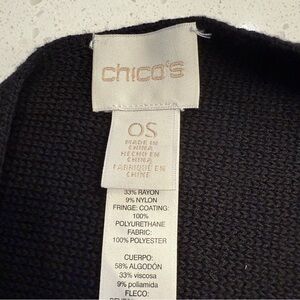 chico's
OS
MADE IN
CHINA
HECHO EN
CHINA
FABRIQUÉ EN
CHINE
33% RAYON
9% NYLON
FRINGE: COATING:
100%
POLYURETHANE
FABRIC:
100% POLYESTER
CUERPO:
58% ALGODÓN
33% viscosa
9% poliamida
FLECO: